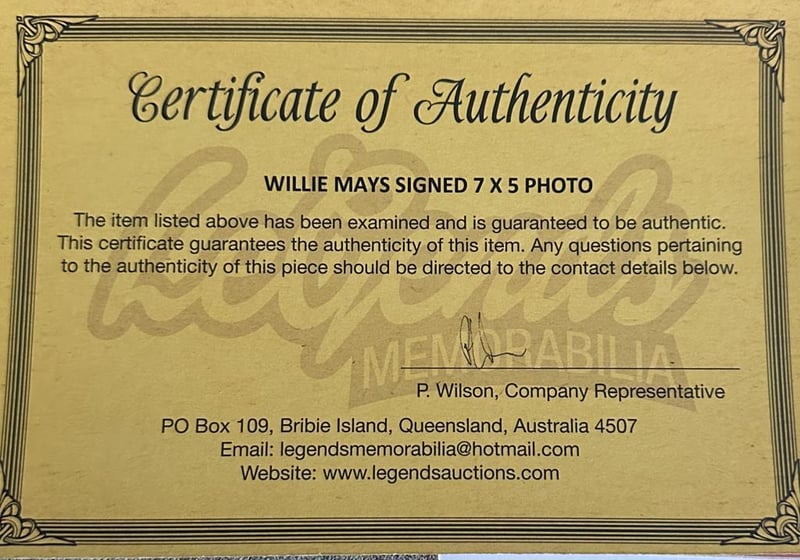 Certificate of Authenticity
WILLIE MAYS SIGNED 7 X 5 PHOTO
The item listed above has been examined and is guaranteed to be authentic.
This certificate guarantees the authenticity of this item. Any questions pertaining
to the authenticity of this piece should be directed to the contact details below.
Legends
MEMORABILIA
P. Wilson, Company Representative
PO Box 109, Bribie Island, Queensland, Australia 4507
Email: legendsmemorabilia@hotmail.com
Website: www.legendsauctions.com